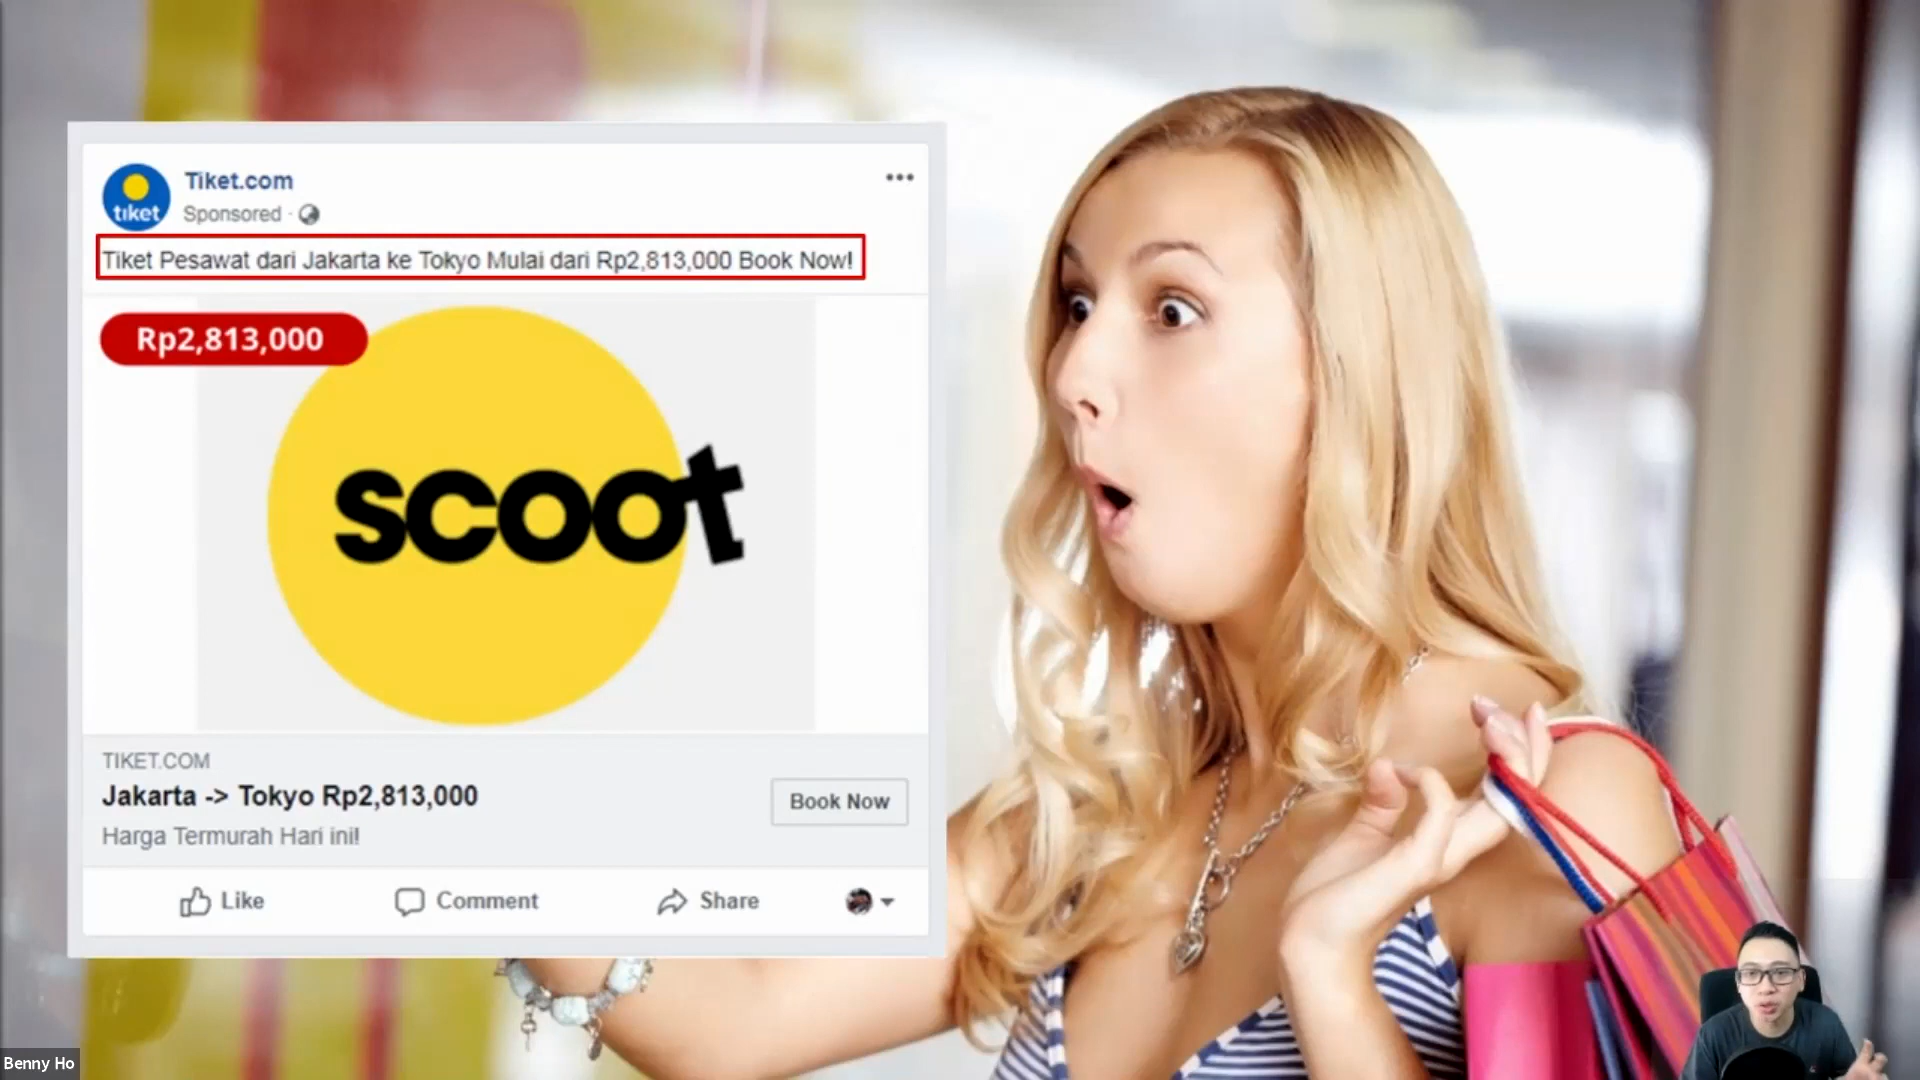 Tiket.com
tiket
Sponsored ·
Tiket Pesawat dari Jakarta ke Tokyo Mulai dari Rp2,813,000 Book Now!
Rp2,813,000
scoot
TIKET.COM
Jakarta -> Tokyo Rp2,813,000
Harga Termurah Hari ini!
Book Now
Like
Comment
Share
Benny Ho